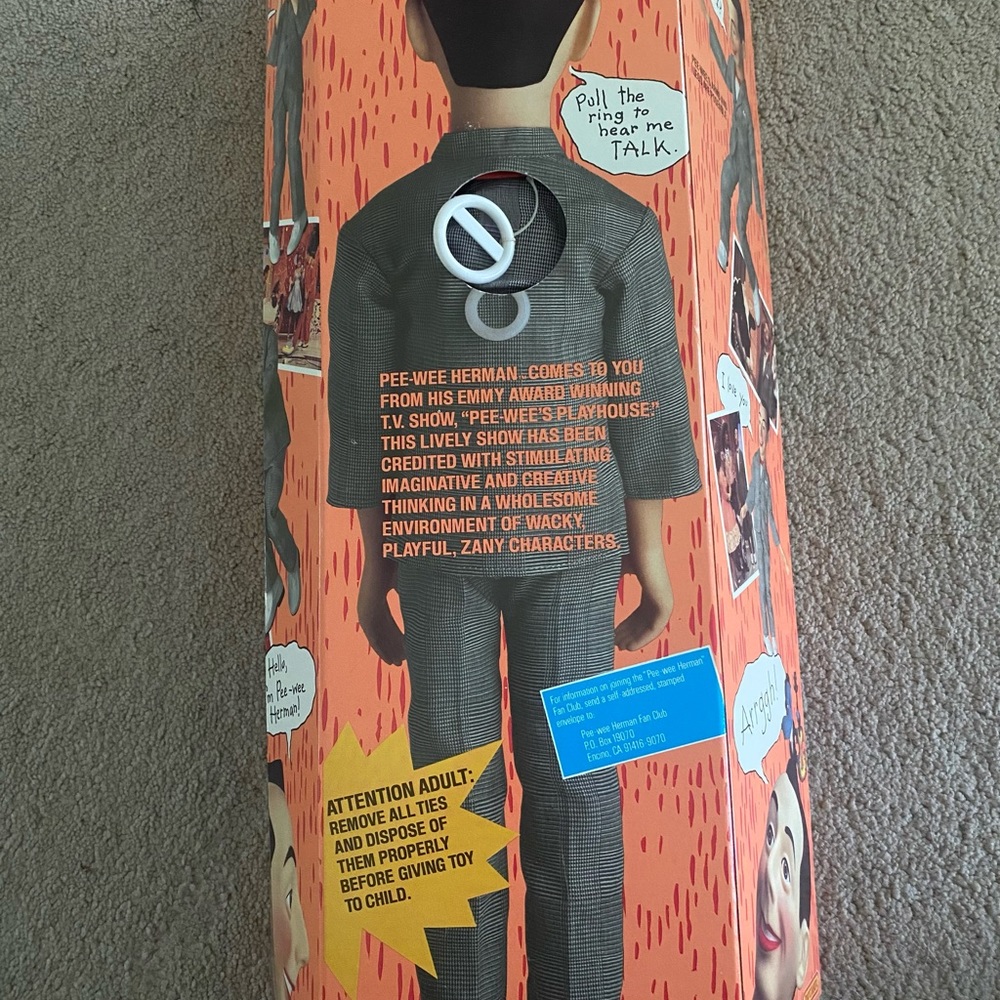 Pull the
ring to
hear me
TALK.
PEE-WEE HERMAN COMES TO YOU
FROM HIS EMMY AWARD WINNING
T.V. SHOW, "PEE-WEE'S PLAYHOUSE."
THIS LIVELY SHOW HAS BEEN
CREDITED WITH STIMULATING
IMAGINATIVE AND CREATIVE
THINKING IN A WHOLESOME
ENVIRONMENT OF WACKY,
PLAYFUL, ZANY CHARACTERS.
I love you
Hello,
I'm Pee-wee
Herman!
For information on joining the "Pee-wee Herman"
Fan Club, send a self-addressed, stamped
envelope to:
Pee-wee Herman Fan Club
P.O. Box 19070
Encino, CA 91416-9070
Arrggh!
ATTENTION ADULT:
REMOVE ALL TIES
AND DISPOSE OF
THEM PROPERLY
BEFORE GIVING TOY
TO CHILD.